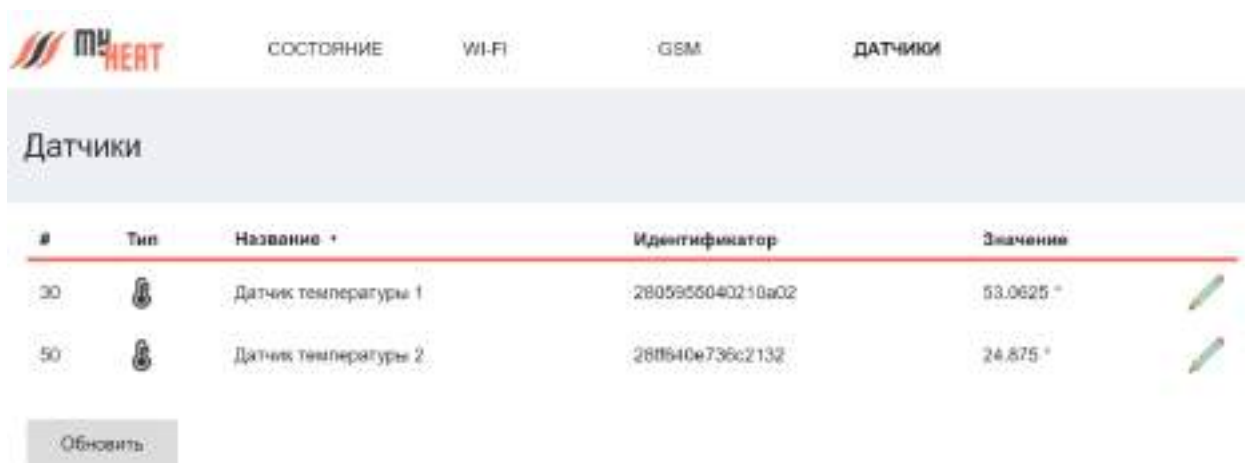 MYHEAT СОСТОЯНИЕ WI-FI GSM ДАТЧИКИ
Датчики
# Тип Название Идентификатор Значение
30 Датчик температуры 1 2805955040210a02 53.0625 °
50 Датчик температуры 2 28ff640e736c2132 24.875 °
Обновить